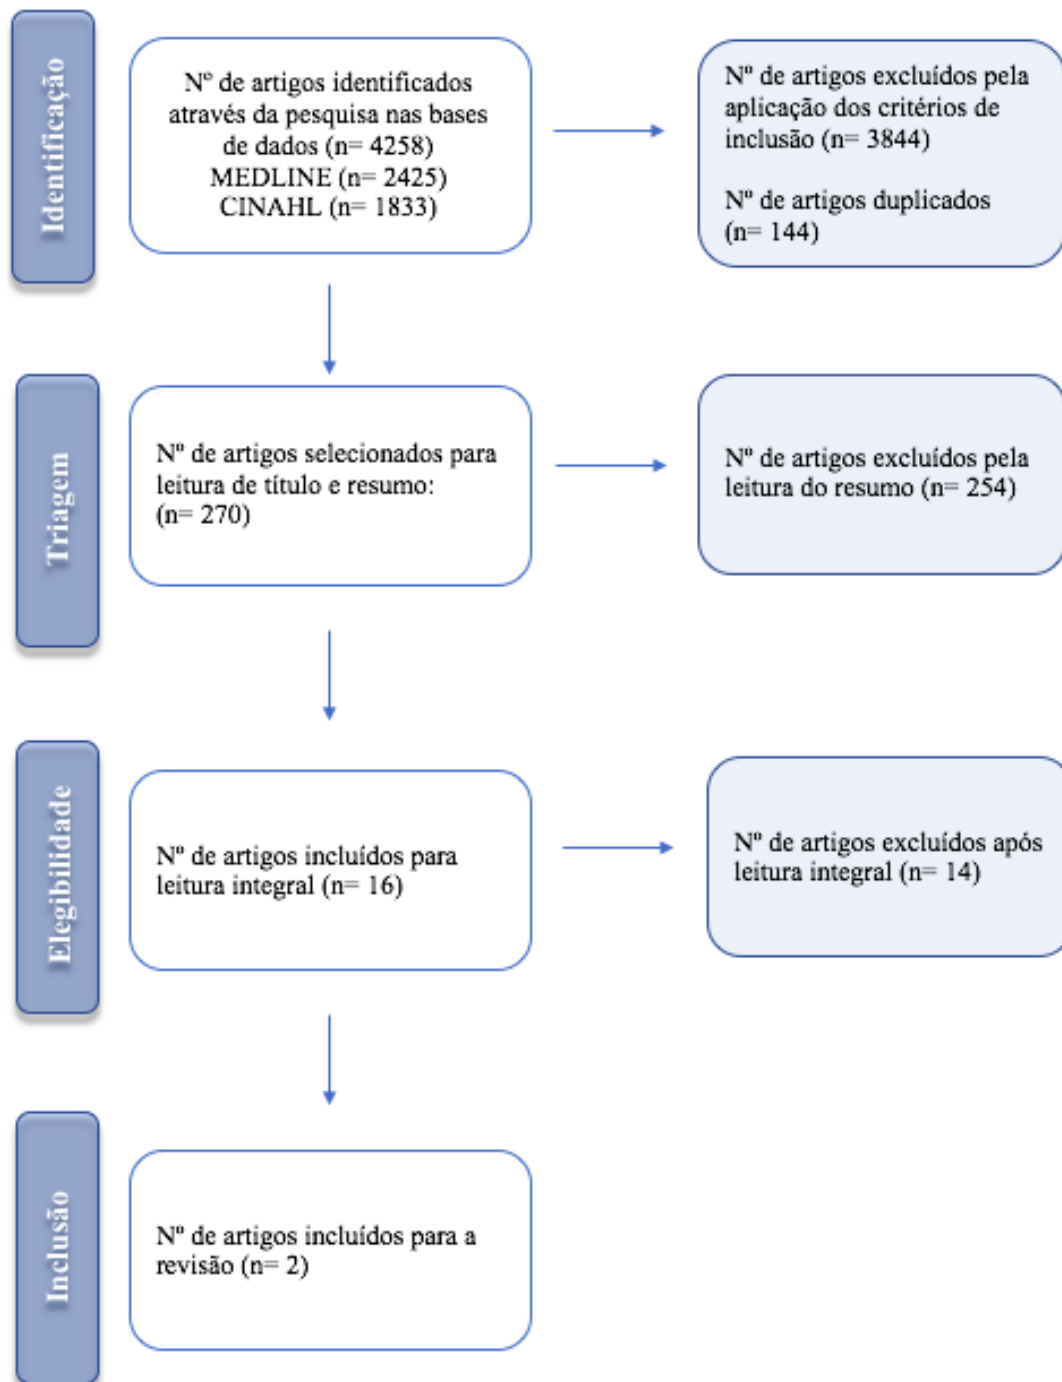 Identificação
Nº de artigos identificados
através da pesquisa nas bases
de dados (n= 4258)
MEDLINE (n= 2425)
CINAHL (n= 1833)
Nº de artigos excluídos pela
aplicação dos critérios de
inclusão (n= 3844)
Nº de artigos duplicados
(n= 144)
Triagem
Nº de artigos selecionados para
leitura de título e resumo:
(n= 270)
Nº de artigos excluídos pela
leitura do resumo (n= 254)
Elegibilidade
Nº de artigos incluídos para
leitura integral (n= 16)
Nº de artigos excluídos após
leitura integral (n= 14)
Inclusão
Nº de artigos incluídos para a
revisão (n= 2)